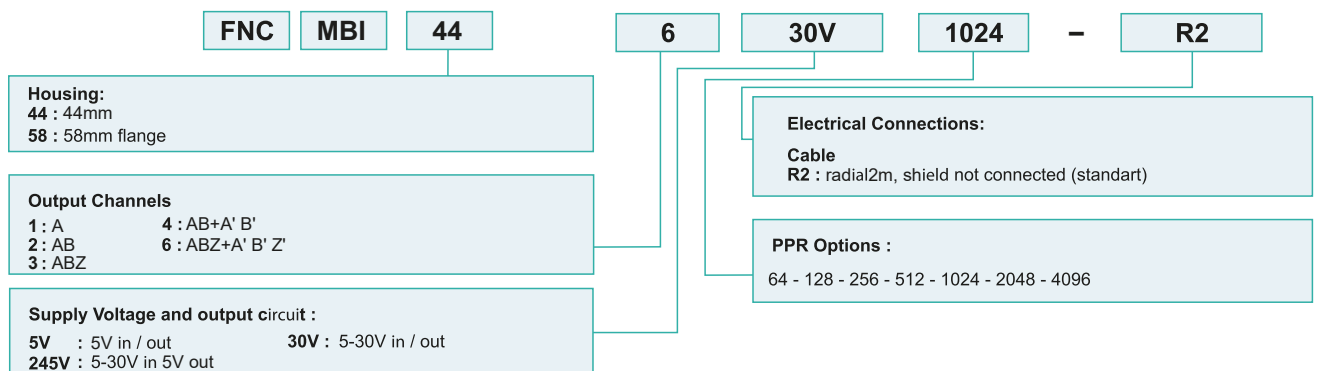 FNC MBI 44 6 30V 1024 – R2
Housing:
44 : 44mm
58 : 58mm flange
Output Channels
1 : A 4 : AB+A' B'
2 : AB 6 : ABZ+A' B' Z'
3 : ABZ
Supply Voltage and output circuit :
5V : 5V in / out 30V : 5-30V in / out
245V : 5-30V in 5V out
Electrical Connections:
Cable
R2 : radial2m, shield not connected (standart)
PPR Options :
64 - 128 - 256 - 512 - 1024 - 2048 - 4096